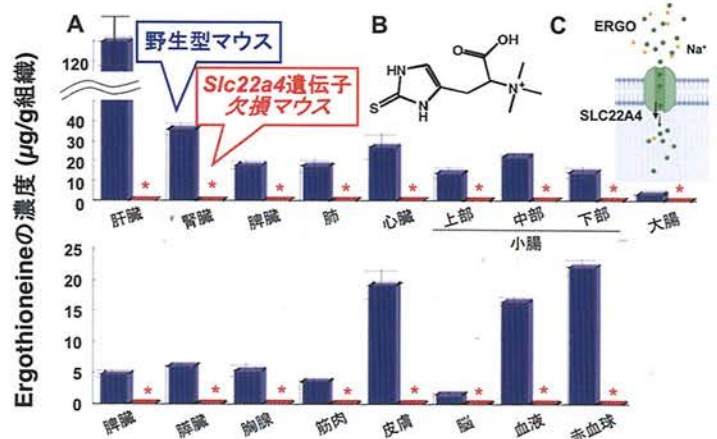 A
野生型マウス
Slc22a4遺伝子
欠損マウス
B
O
OH
HN
S
N
H
N+
C
ERGO
Na+
SLC22A4
Ergothioneineの濃度 (μg/g組織)
120
40
30
20
10
0
肝臓
腎臓
脾臓
肺
心臓
上部
中部
下部
大腸
小腸
* * * * * * * * *
25
20
15
10
5
0
* * * * * * * *
脾臓
膵臓
胸腺
筋肉
皮膚
脳
血液
赤血球